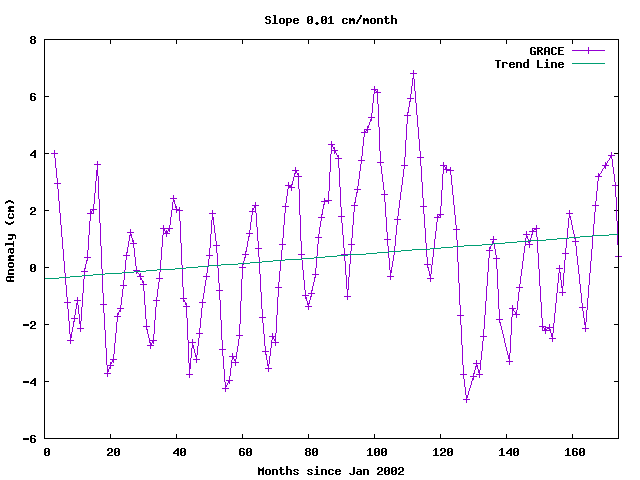 Slope 0.01 cm/month
GRACE
Trend Line
Anomaly (cm)
8
6
4
2
0
-2
-4
-6
0 20 40 60 80 100 120 140 160
Months since Jan 2002